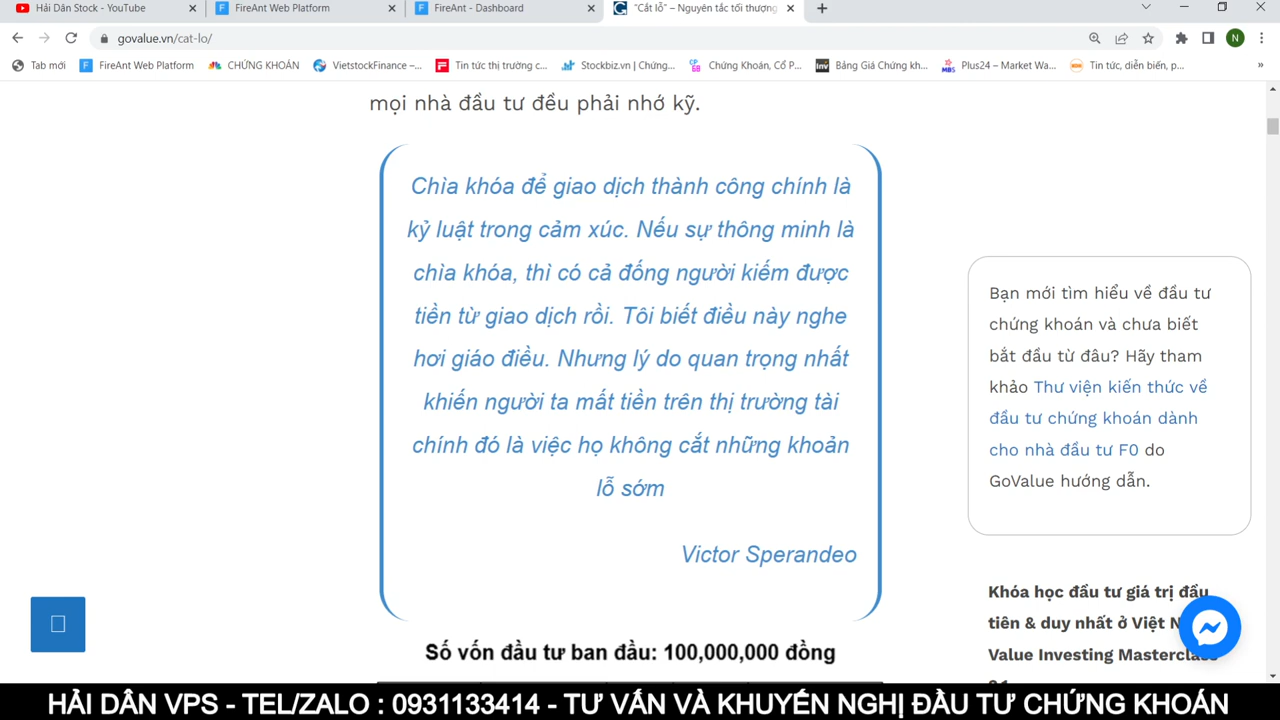 Hải Dân Stock - YouTube
FireAnt Web Platform
FireAnt - Dashboard
"Cắt lỗ" – Nguyên tắc tối thượng
govalue.vn/cat-lo/
N
Tab mới
FireAnt Web Platform
CHỨNG KHOÁN
VietstockFinance –...
Tin tức thị trường c...
Stockbiz.vn | Chứng...
Chứng Khoán, Cổ P...
Bảng Giá Chứng kh...
Plus24 – Market Wa...
Tin tức, diễn biến, p...
mọi nhà đầu tư đều phải nhớ kỹ.
Chìa khóa để giao dịch thành công chính là
kỷ luật trong cảm xúc. Nếu sự thông minh là
chìa khóa, thì có cả đống người kiếm được
tiền từ giao dịch rồi. Tôi biết điều này nghe
hơi giáo điều. Nhưng lý do quan trọng nhất
khiến người ta mất tiền trên thị trường tài
chính đó là việc họ không cắt những khoản
lỗ sớm
Victor Sperandeo
Số vốn đầu tư ban đầu: 100,000,000 đồng
Bạn mới tìm hiểu về đầu tư
chứng khoán và chưa biết
bắt đầu từ đâu? Hãy tham
khảo Thư viện kiến thức về
đầu tư chứng khoán dành
cho nhà đầu tư F0 do
GoValue hướng dẫn.
Khóa học đầu tư giá trị đầu
tiên & duy nhất ở Việt N
Value Investing Masterclass
HẢI DÂN VPS - TEL/ZALO : 0931133414 - TƯ VẤN VÀ KHUYẾN NGHỊ ĐẦU TƯ CHỨNG KHOÁN